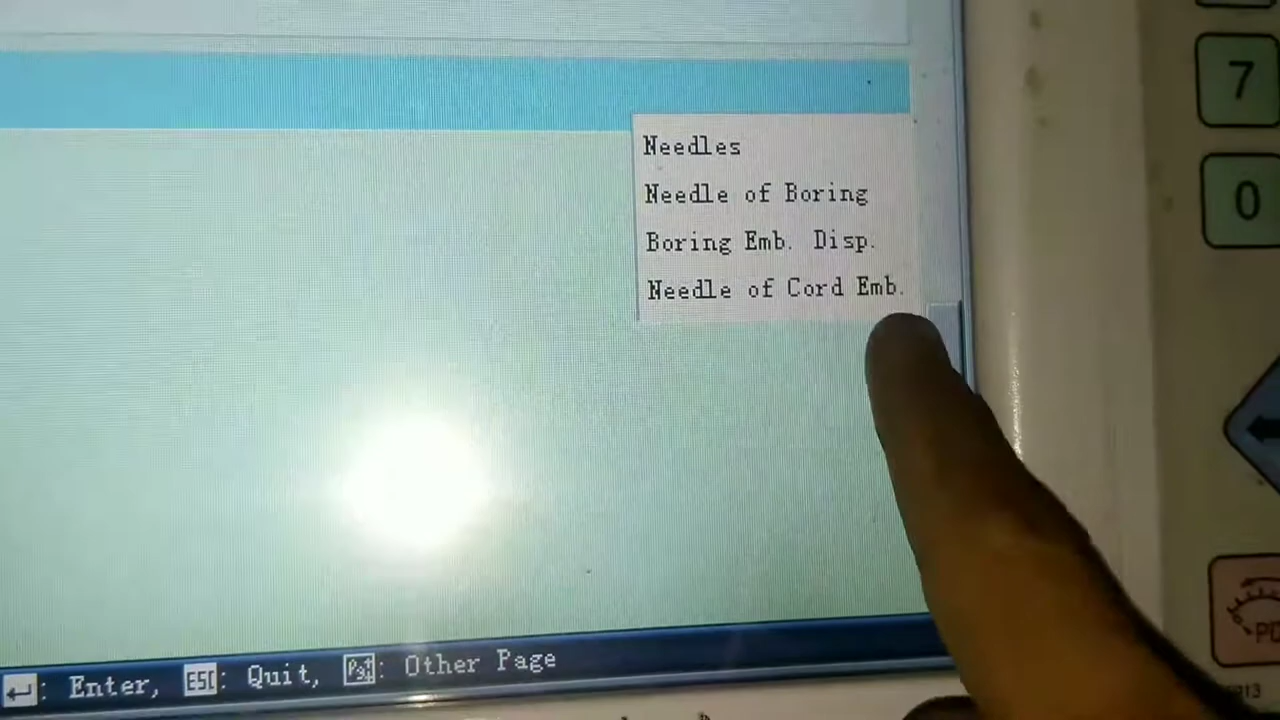 Needles
Needle of Boring
Boring Emb. Disp.
Needle of Cord Emb.
7
0
: Enter, ESC: Quit, : Other Page